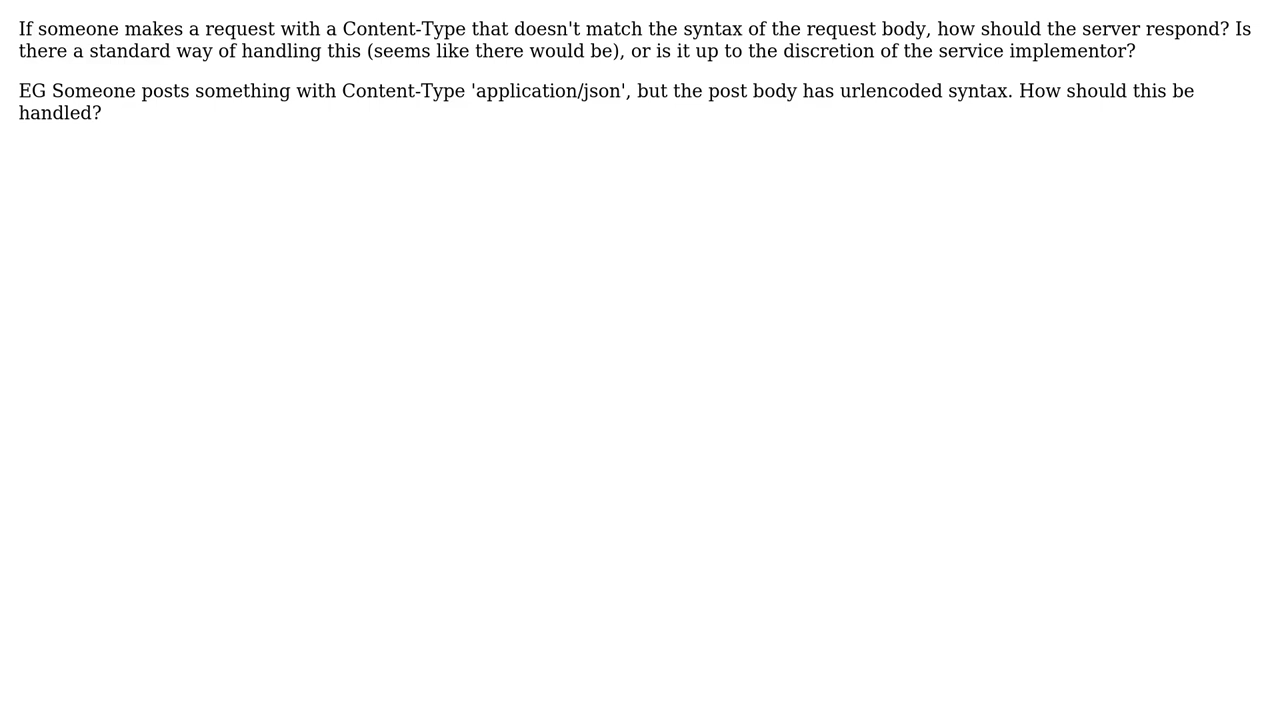 If someone makes a request with a Content-Type that doesn't match the syntax of the request body, how should the server respond? Is
there a standard way of handling this (seems like there would be), or is it up to the discretion of the service implementor?
EG Someone posts something with Content-Type 'application/json', but the post body has urlencoded syntax. How should this be
handled?